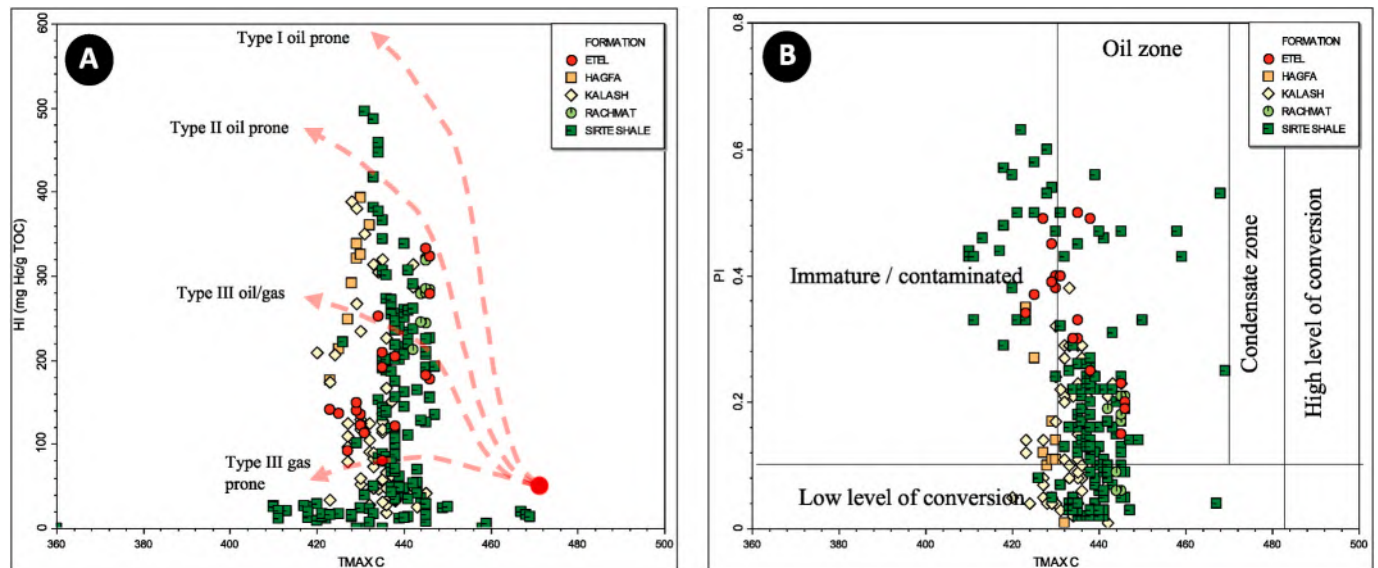 A
Type I oil prone
Type II oil prone
Type III oil/gas
Type III gas
prone
FORMATION
ETEL
HAGFA
KALASH
RACHMAT
SIRTE SHALE
HI (mg Hc/g TOC)
600
500
400
300
200
100
0
360
400
420
440
460
500
TMAX C
B
Oil zone
FORMATION
ETEL
HAGFA
KALASH
RACHMAT
SIRTE SHALE
Immature / contaminated
Condensate zone
High level of conversion
Low level of conversion
PI
0.8
0.6
0.4
0.2
0
360
400
420
440
460
500
TMAX C